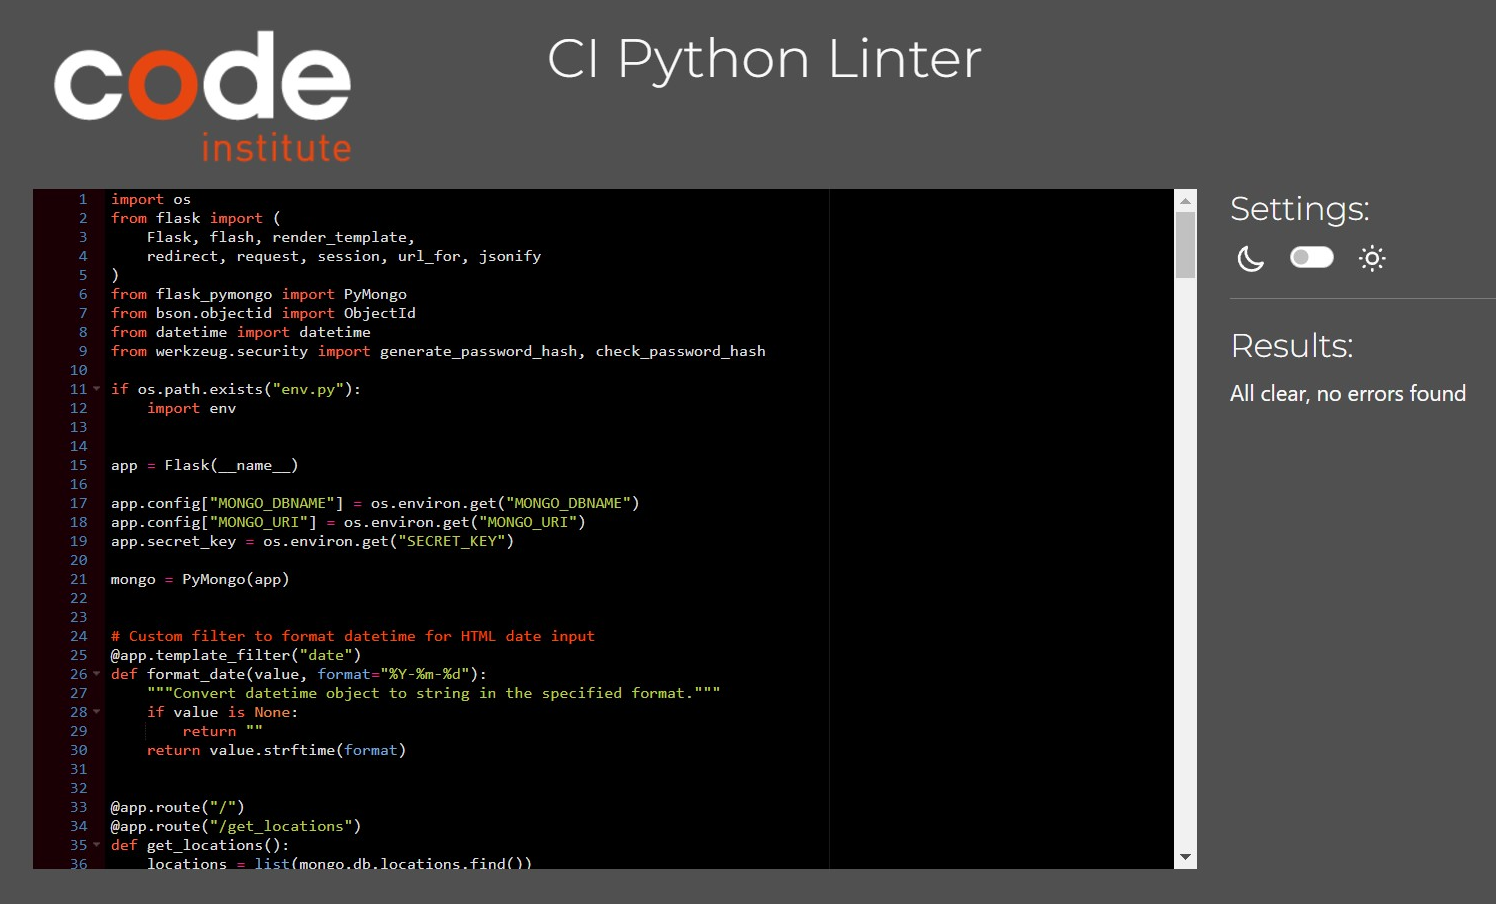 code
institute
CI Python Linter
1 import os
2 from flask import (
3     Flask, flash, render_template,
4     redirect, request, session, url_for, jsonify
5 )
6 from flask_pymongo import PyMongo
7 from bson.objectid import ObjectId
8 from datetime import datetime
9 from werkzeug.security import generate_password_hash, check_password_hash
10
11 if os.path.exists("env.py"):
12     import env
13
14
15 app = Flask(__name__)
16
17 app.config["MONGO_DBNAME"] = os.environ.get("MONGO_DBNAME")
18 app.config["MONGO_URI"] = os.environ.get("MONGO_URI")
19 app.secret_key = os.environ.get("SECRET_KEY")
20
21 mongo = PyMongo(app)
22
23
24 # Custom filter to format datetime for HTML date input
25 @app.template_filter("date")
26 def format_date(value, format="%Y-%m-%d"):
27     """Convert datetime object to string in the specified format."""
28     if value is None:
29         return ""
30     return value.strftime(format)
31
32
33 @app.route("/")
34 @app.route("/get_locations")
35 def get_locations():
36     locations = list(mongo.db.locations.find())
Settings:
Results:
All clear, no errors found